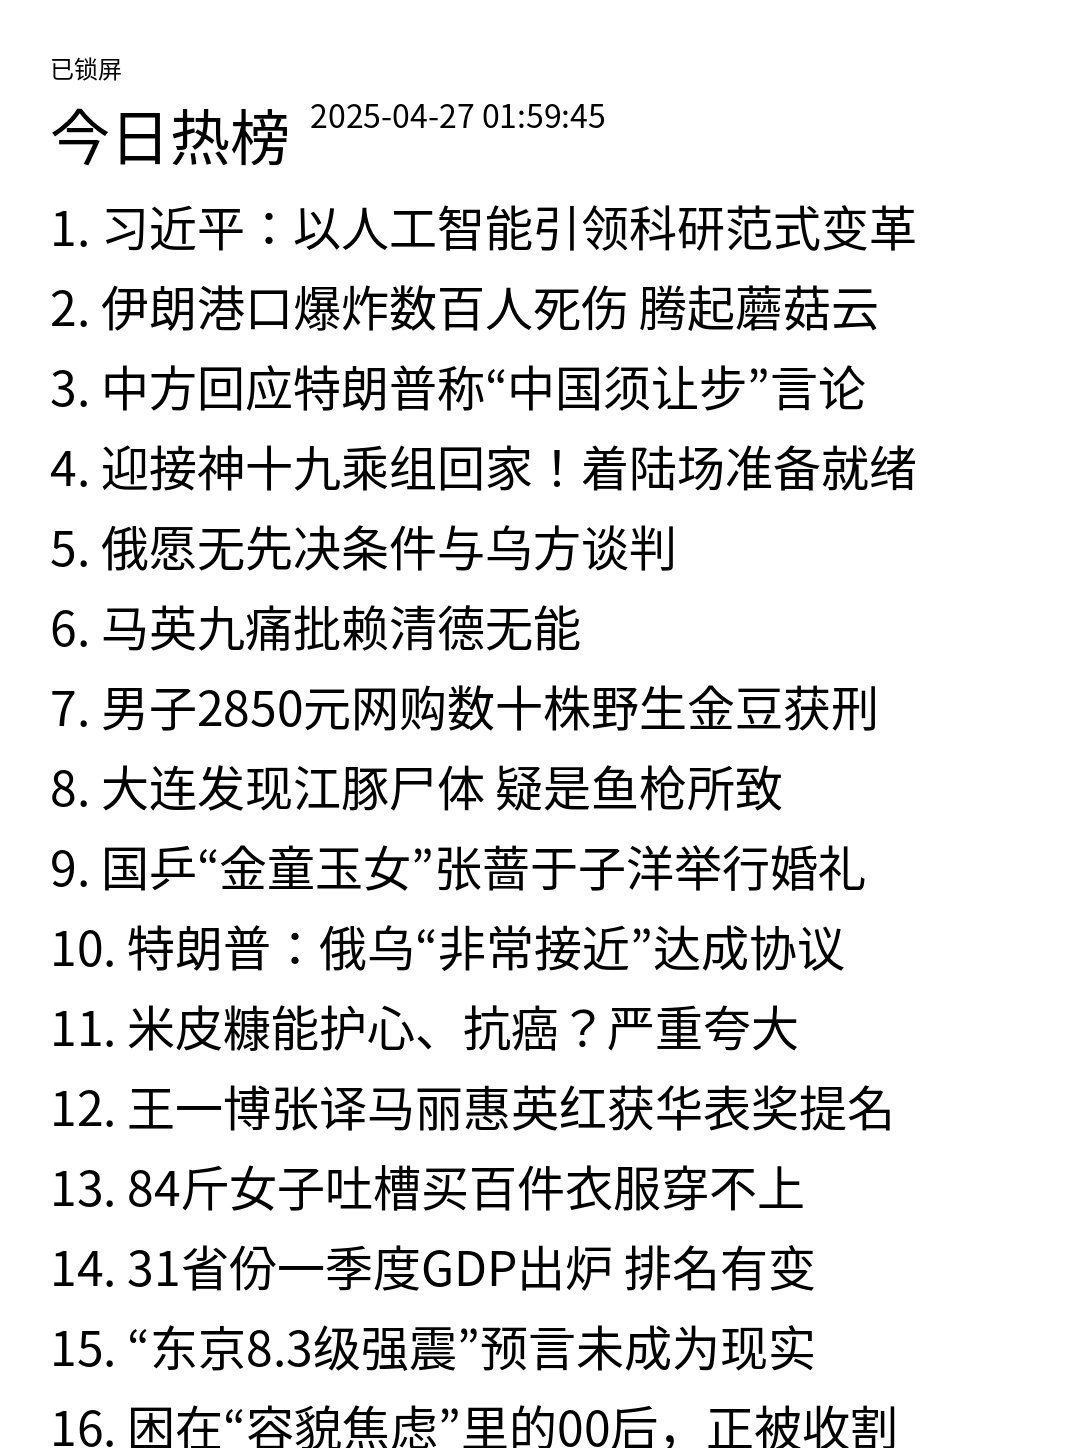 已锁屏
今日热榜 2025-04-27 01:59:45
1. 习近平：以人工智能引领科研范式变革
2. 伊朗港口爆炸数百人死伤 腾起蘑菇云
3. 中方回应特朗普称“中国须让步”言论
4. 迎接神十九乘组回家！着陆场准备就绪
5. 俄愿无先决条件与乌方谈判
6. 马英九痛批赖清德无能
7. 男子2850元网购数十株野生金豆获刑
8. 大连发现江豚尸体 疑是鱼枪所致
9. 国乒“金童玉女”张蔷于子洋举行婚礼
10. 特朗普：俄乌“非常接近”达成协议
11. 米皮糠能护心、抗癌？严重夸大
12. 王一博张译马丽惠英红获华表奖提名
13. 84斤女子吐槽买百件衣服穿不上
14. 31省份一季度GDP出炉 排名有变
15. “东京8.3级强震”预言未成为现实
16. 困在“容貌焦虑”里的00后，正被收割